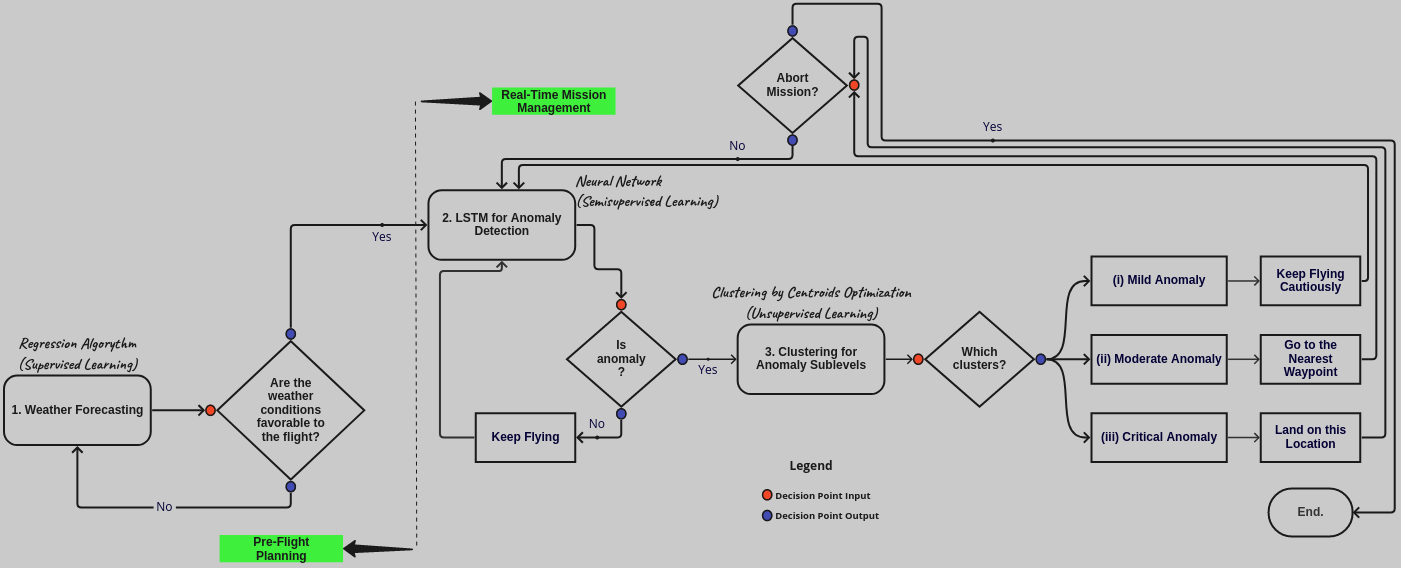 Abort
Mission?
Real-Time Mission
Management
Yes
No
Neural Network
(Semisupervised Learning)
2. LSTM for Anomaly
Detection
Yes
Clustering by Centroids Optimization
(Unsupervised Learning)
(i) Mild Anomaly
Keep Flying
Cautiously
Regression Algorythm
(Supervised Learning)
Is
anomaly
?
Yes
3. Clustering for
Anomaly Sublevels
Which
clusters?
(ii) Moderate Anomaly
Go to the
Nearest
Waypoint
1. Weather Forecasting
Are the
weather
conditions
favorable to
the flight?
No
Keep Flying
(iii) Critical Anomaly
Land on this
Location
Legend
Decision Point Input
Decision Point Output
No
End.
Pre-Flight
Planning